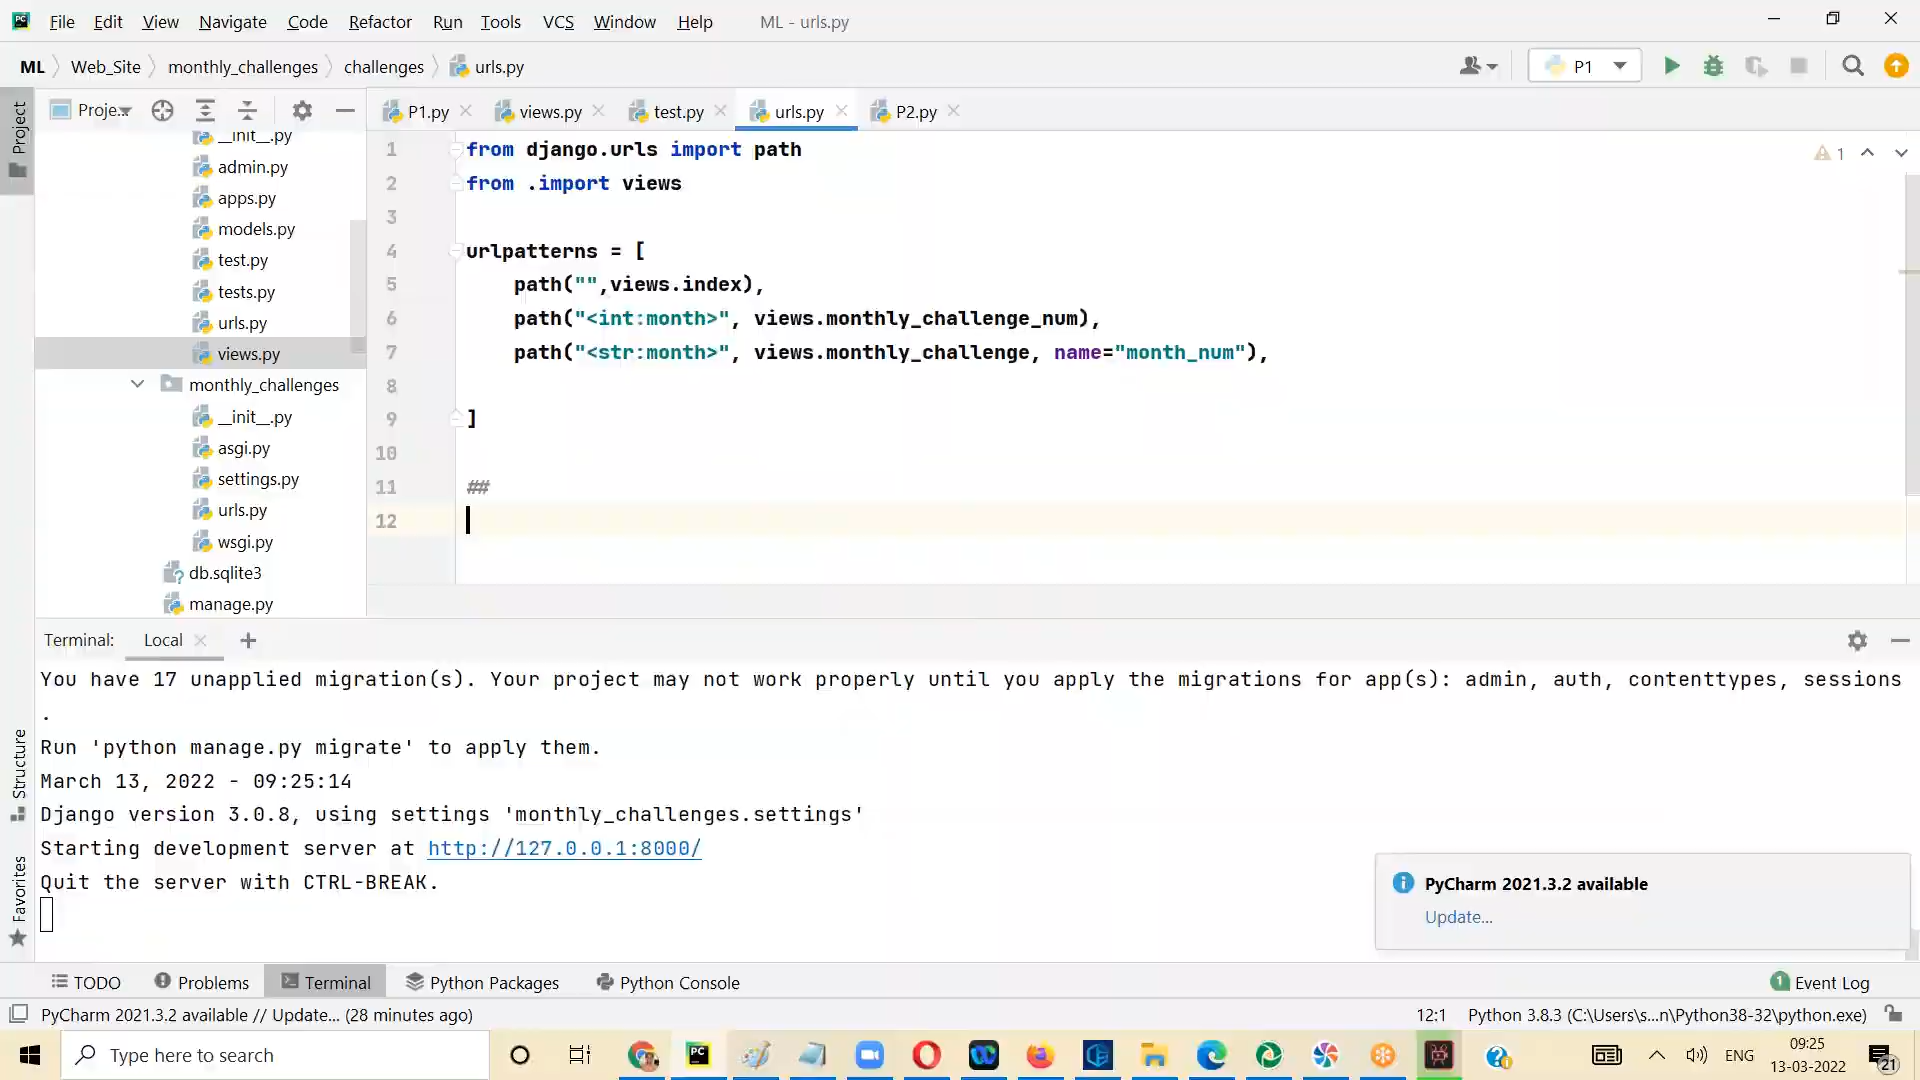 PC File Edit View Navigate Code Refactor Run Tools VCS Window Help ML - urls.py
ML Web_Site monthly_challenges challenges urls.py P1
Project
Proje... P1.py views.py test.py urls.py P2.py
__init__.py
admin.py
apps.py
models.py
test.py
tests.py
urls.py
views.py
monthly_challenges
__init__.py
asgi.py
settings.py
urls.py
wsgi.py
db.sqlite3
manage.py
1 from django.urls import path
2 from .import views
3
4 urlpatterns = [
5 path("",views.index),
6 path("<int:month>", views.monthly_challenge_num),
7 path("<str:month>", views.monthly_challenge, name="month_num"),
8
9 ]
10
11 ##
12
1
Terminal: Local
You have 17 unapplied migration(s). Your project may not work properly until you apply the migrations for app(s): admin, auth, contenttypes, sessions
.
Run 'python manage.py migrate' to apply them.
March 13, 2022 - 09:25:14
Django version 3.0.8, using settings 'monthly_challenges.settings'
Starting development server at http://127.0.0.1:8000/
Quit the server with CTRL-BREAK.
Structure
Favorites
PyCharm 2021.3.2 available
Update...
TODO Problems Terminal Python Packages Python Console 1 Event Log
PyCharm 2021.3.2 available // Update... (28 minutes ago) 12:1 Python 3.8.3 (C:\Users\s...n\Python38-32\python.exe)
Type here to search PC ENG 09:25
13-03-2022 21